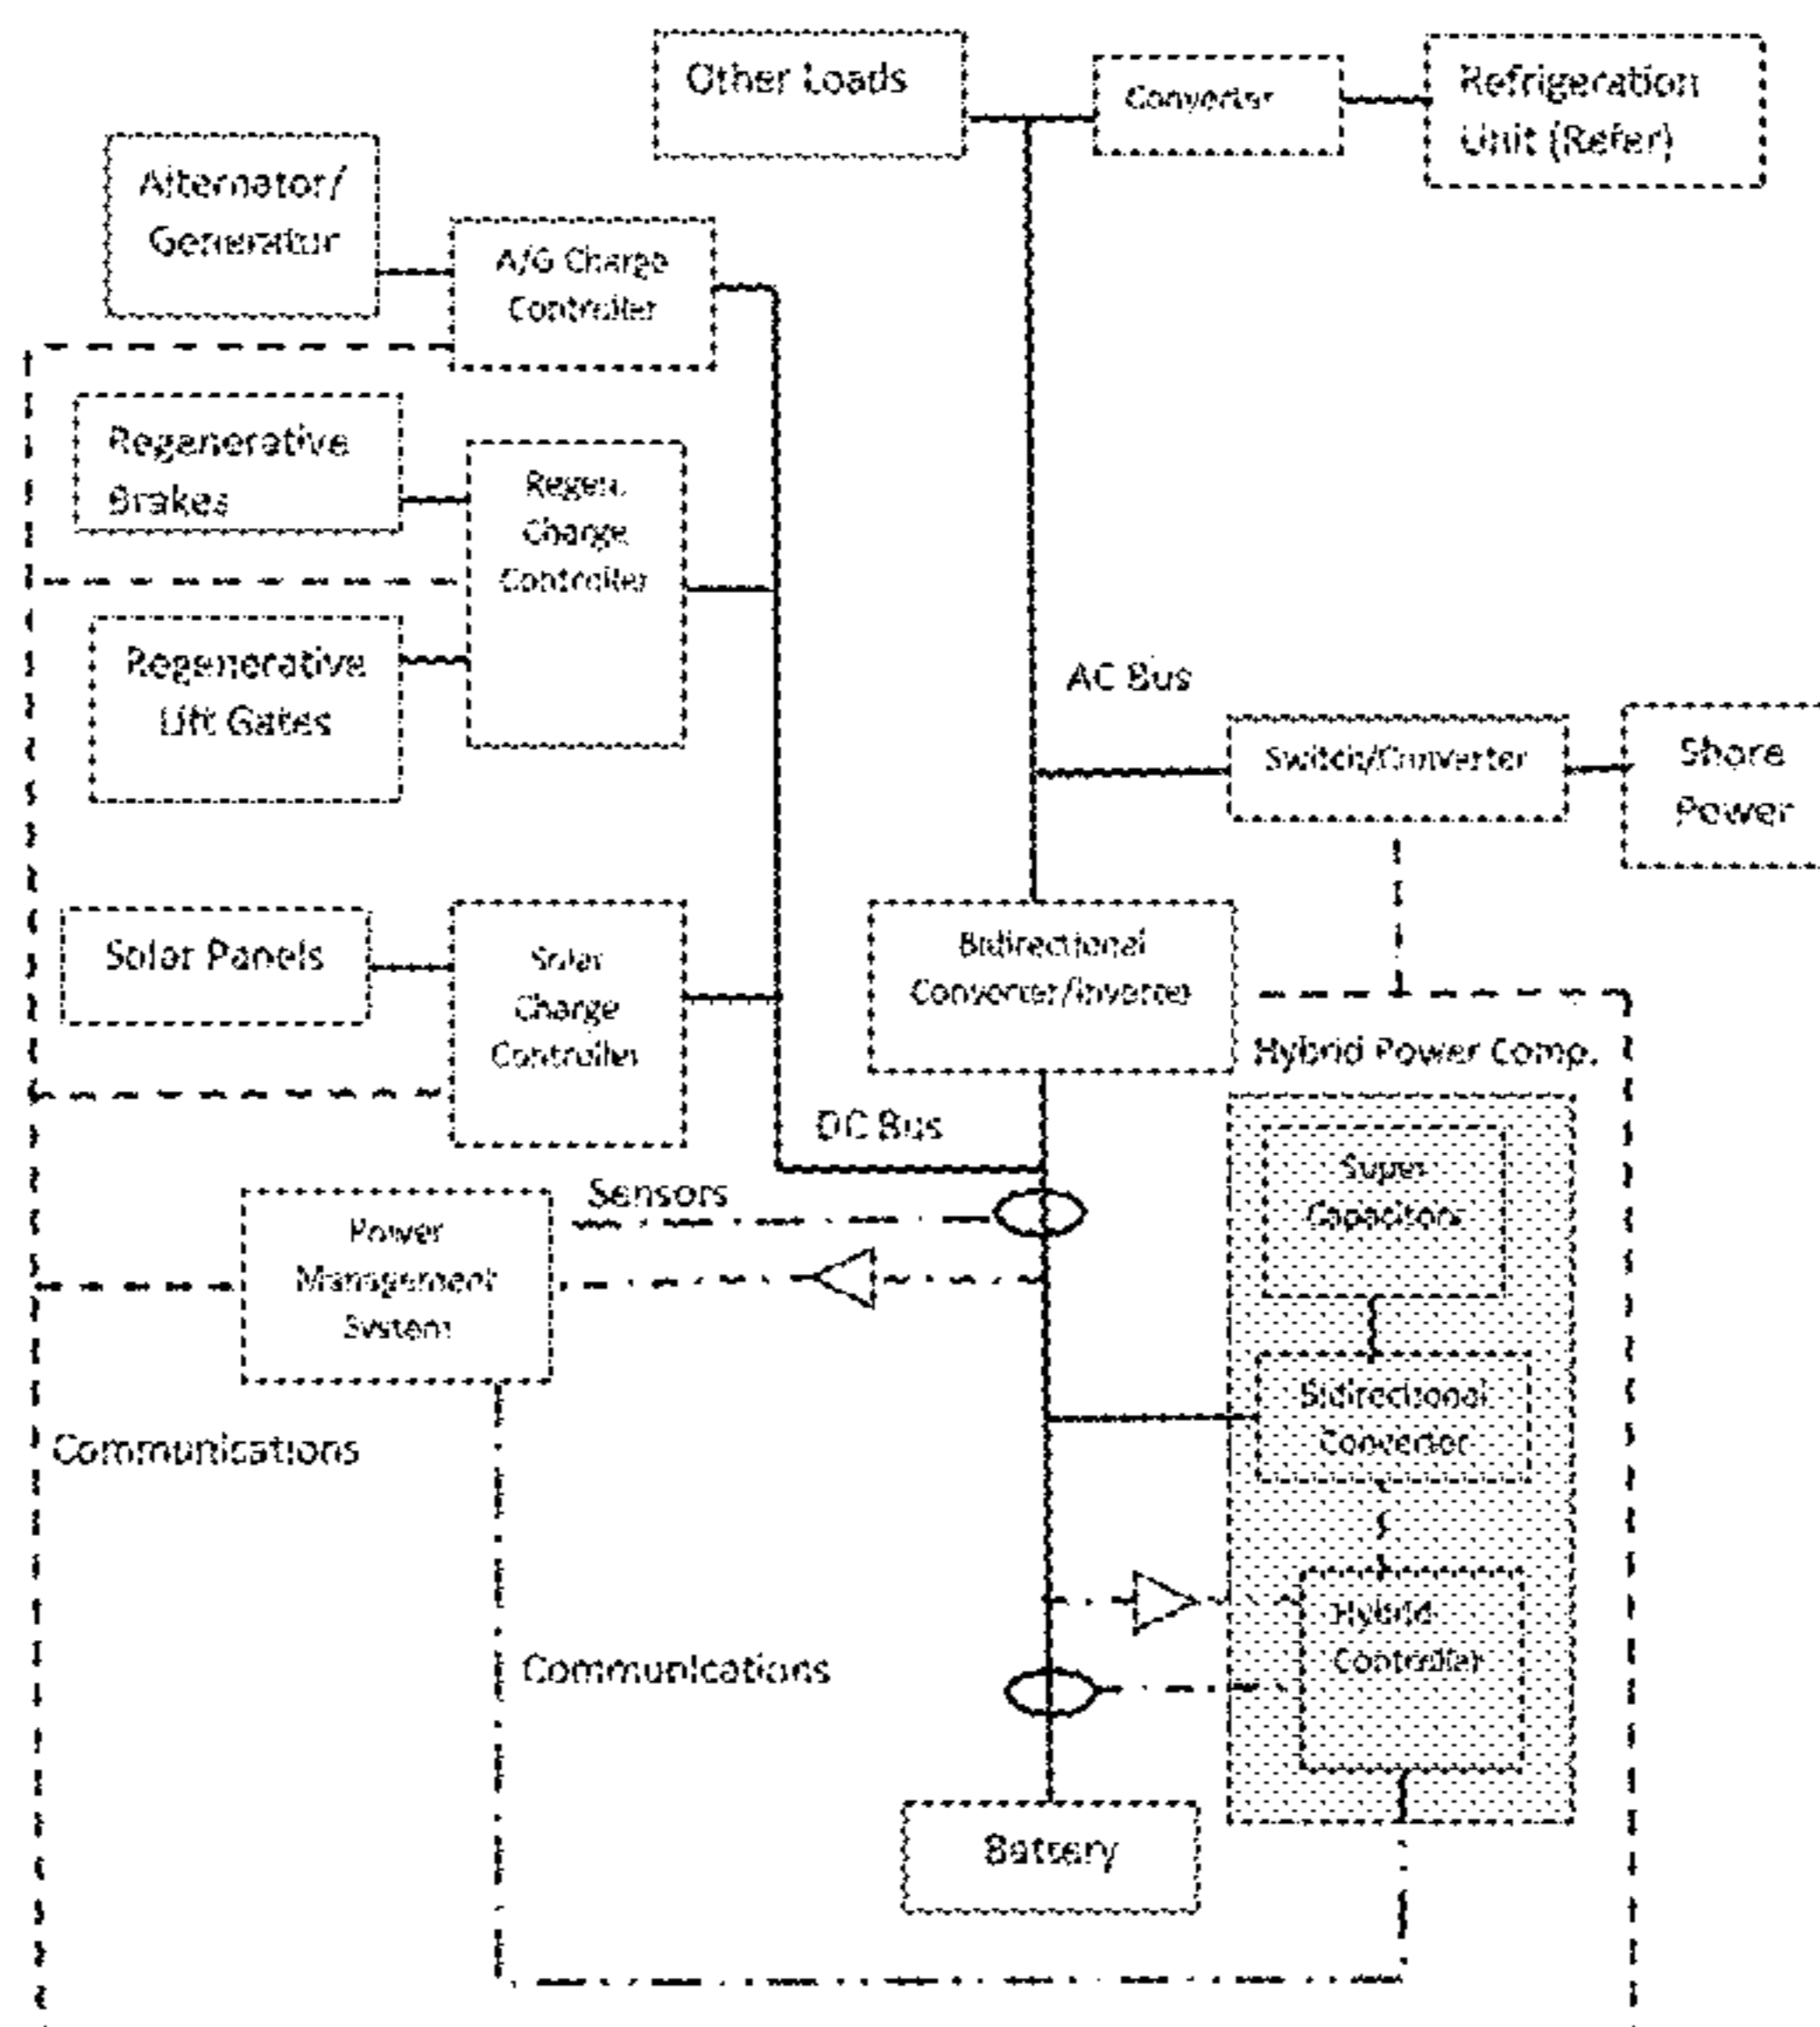 Other Loads
Converter
Refrigeration
Unit (Refer)
Alternator/
Generator
A/G Charge
Controller
Regenerative
Brakes
Regen.
Charge
Controller
Regenerative
Lift Gates
AC Bus
Switch/Converter
Shore
Power
Solar Panels
Solar
Charge
Controller
Bidirectional
Converter/Inverter
Hybrid Power Comp.
DC Bus
Super
Capacitors
Sensors
Power
Management
System
Bidirectional
Converter
Communications
Hybrid
Controller
Communications
Battery